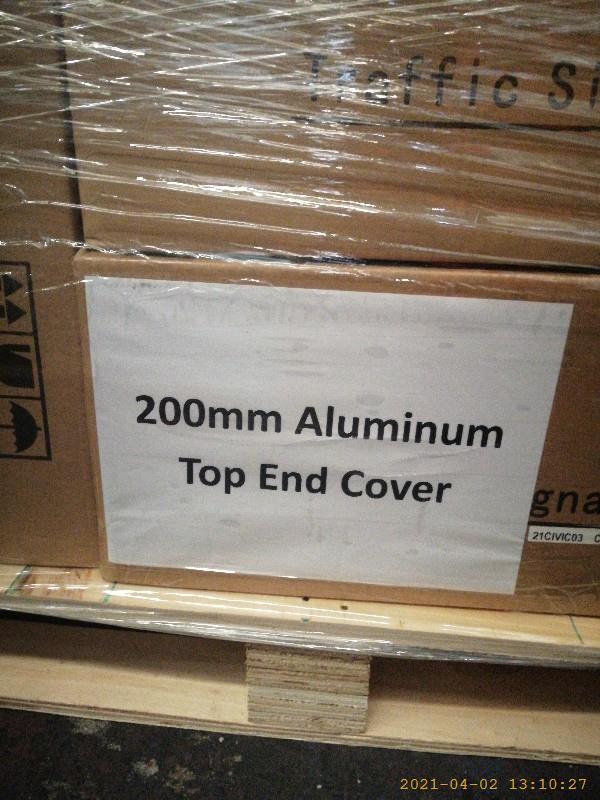 Traffic Si
200mm Aluminum
Top End Cover
gna
21CIVIC03 C
2021-04-02 13:10:27